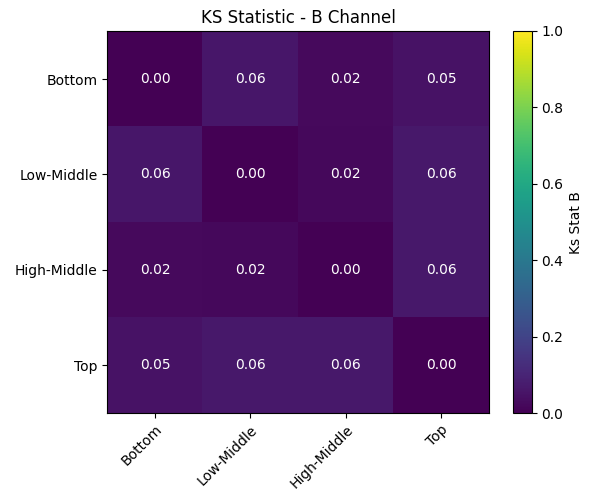 KS Statistic - B Channel
Bottom 0.00 0.06 0.02 0.05
Low-Middle 0.06 0.00 0.02 0.06
High-Middle 0.02 0.02 0.00 0.06
Top 0.05 0.06 0.06 0.00
Bottom Low-Middle High-Middle Top
1.0
0.8
0.6
0.4
0.2
0.0
Ks Stat B